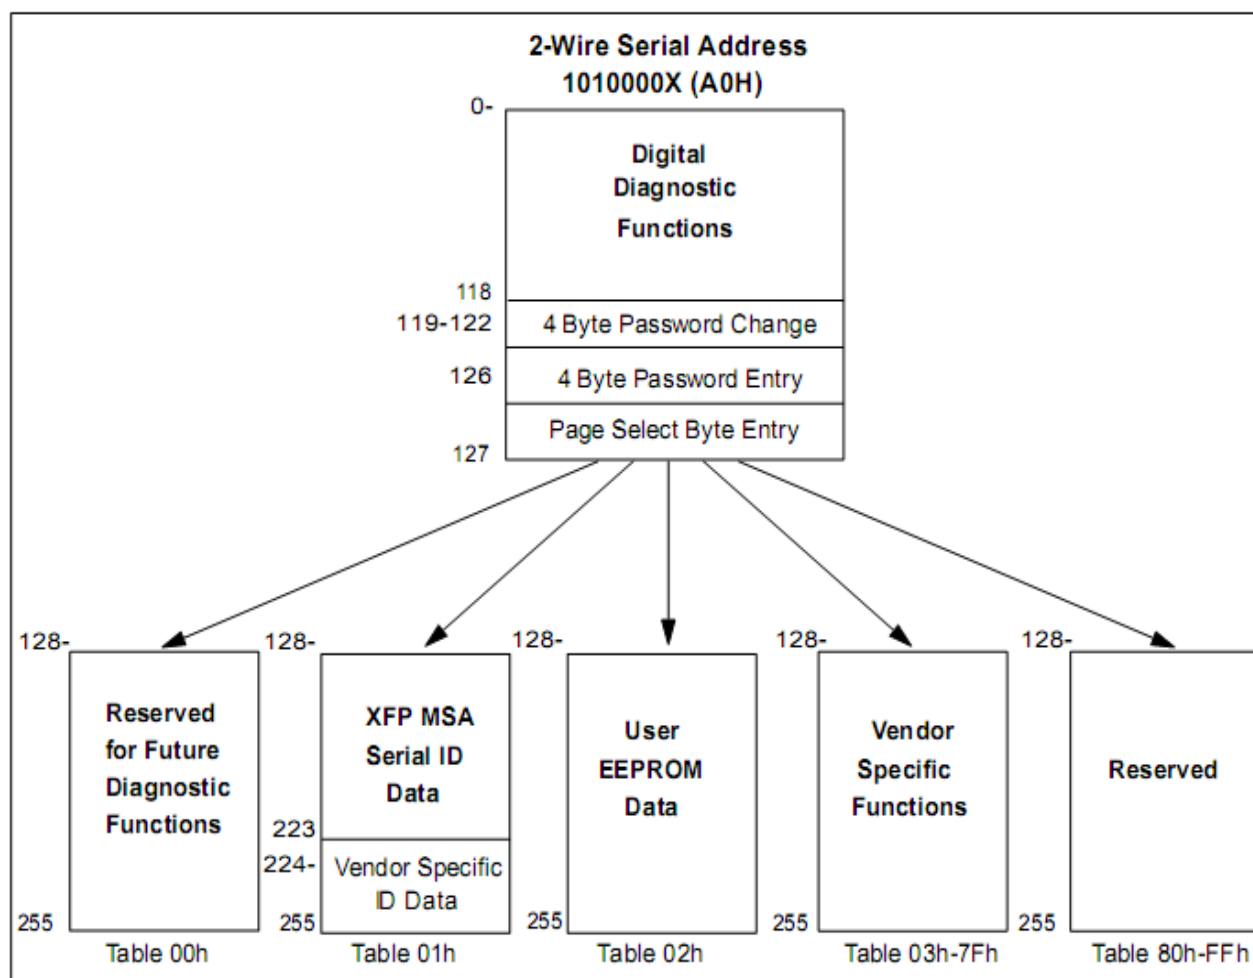 2-Wire Serial Address
1010000X (A0H)
0-
Digital
Diagnostic
Functions
118
119-122
4 Byte Password Change
126
4 Byte Password Entry
Page Select Byte Entry
127
128-
Reserved
for Future
Diagnostic
Functions
255
Table 00h
128-
XFP MSA
Serial ID
Data
223
224-
Vendor Specific
ID Data
255
Table 01h
128-
User
EEPROM
Data
255
Table 02h
128-
Vendor
Specific
Functions
255
Table 03h-7Fh
128-
Reserved
255
Table 80h-FFh